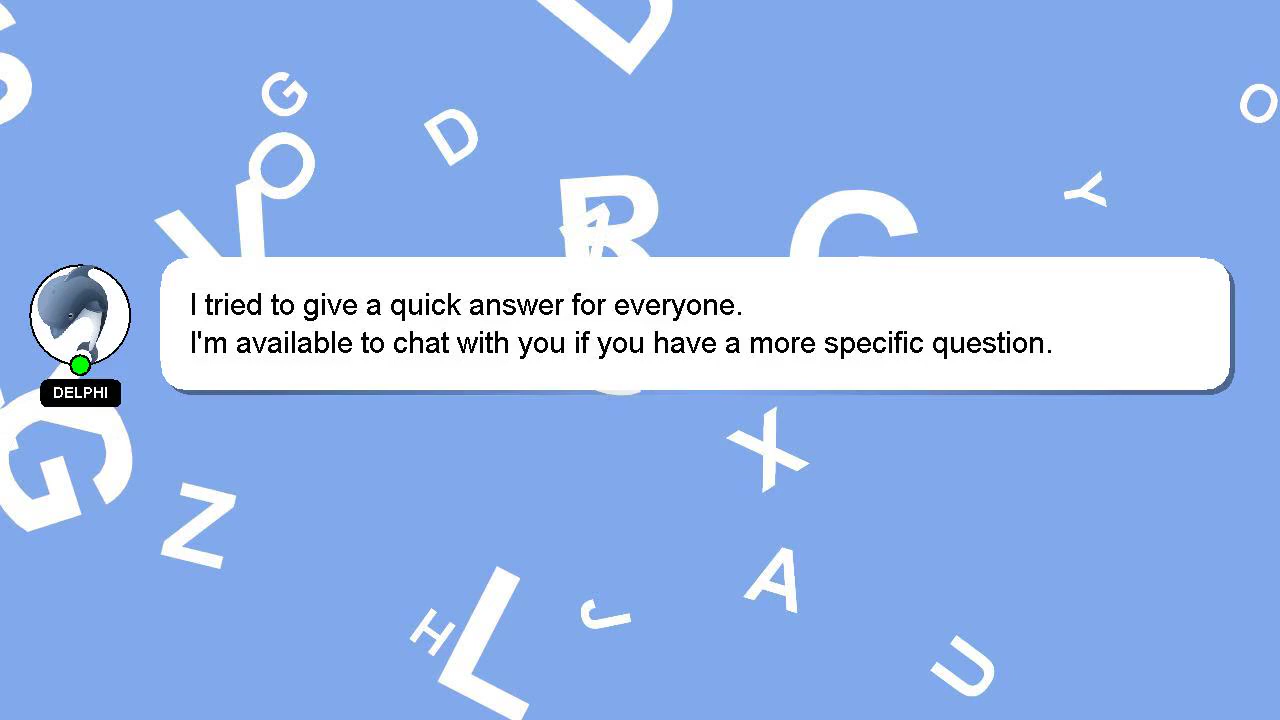 S
G
D
D
O
O
Y
V
R
A
C
I tried to give a quick answer for everyone.
I'm available to chat with you if you have a more specific question.
DELPHI
G
X
Z
A
H
L
J
U